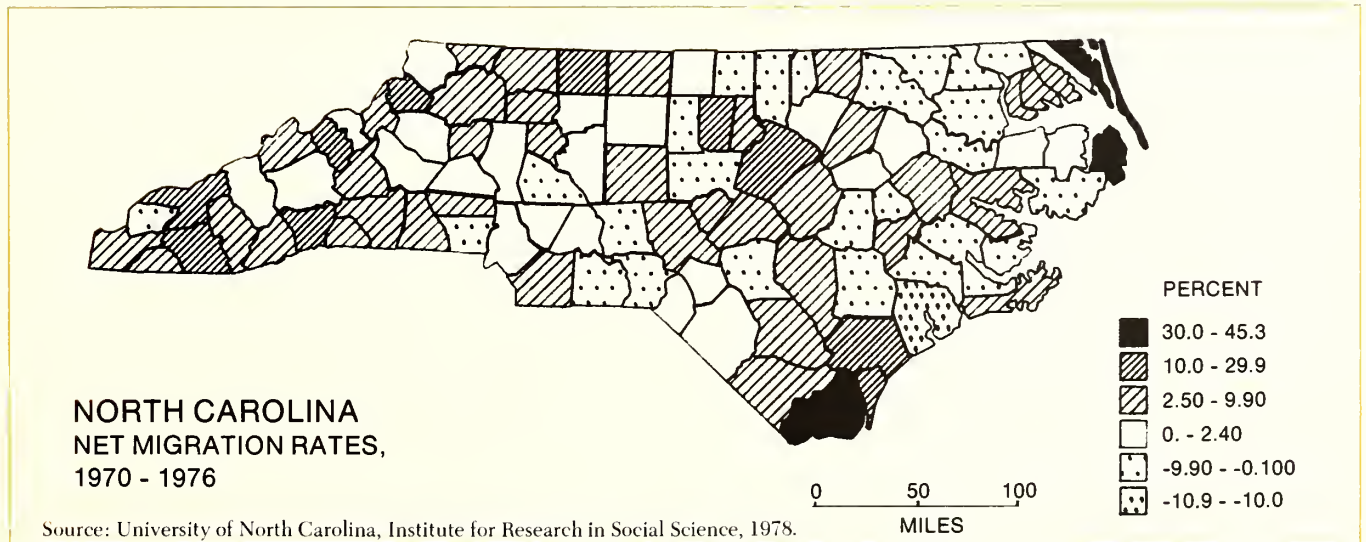 NORTH CAROLINA
NET MIGRATION RATES,
1970 - 1976
Source: University of North Carolina, Institute for Research in Social Science, 1978.
0 50 100
MILES
PERCENT
30.0 - 45.3
10.0 - 29.9
2.50 - 9.90
0. - 2.40
-9.90 - -0.100
-10.9 - -10.0